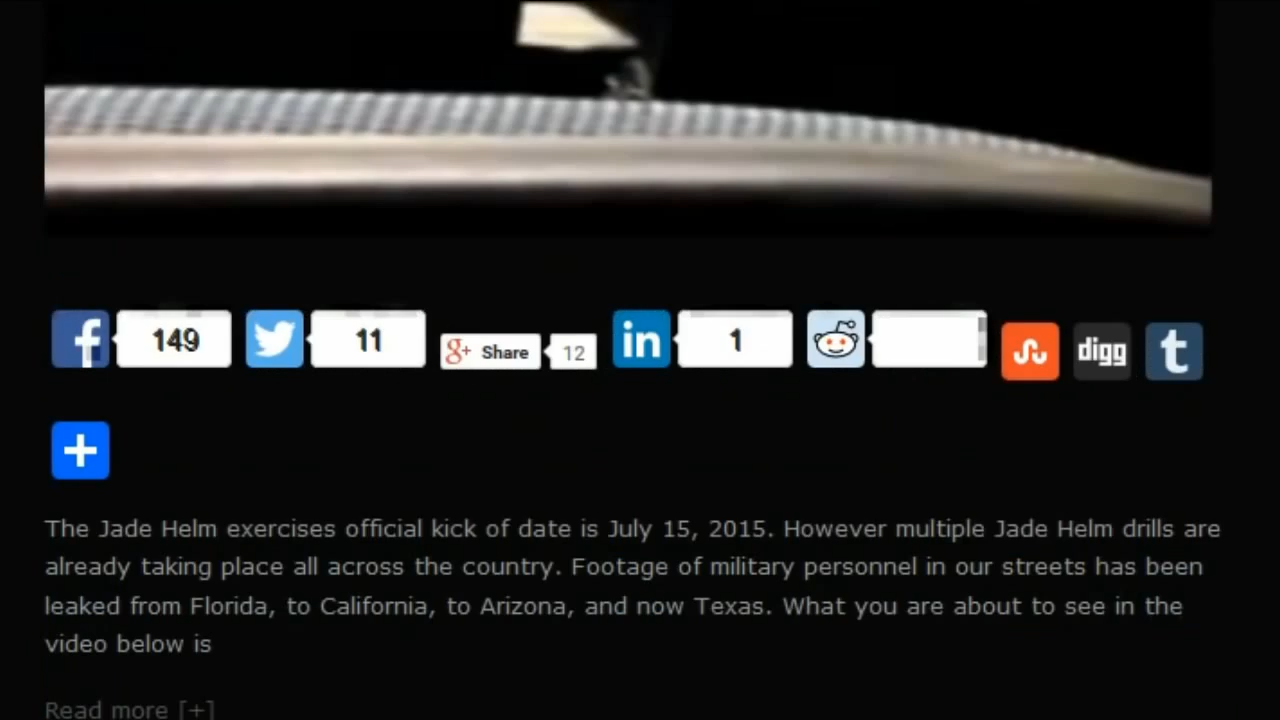 f 149 11 g+ Share 12 in 1 digg t
The Jade Helm exercises official kick of date is July 15, 2015. However multiple Jade Helm drills are
already taking place all across the country. Footage of military personnel in our streets has been
leaked from Florida, to California, to Arizona, and now Texas. What you are about to see in the
video below is
Read more [+]